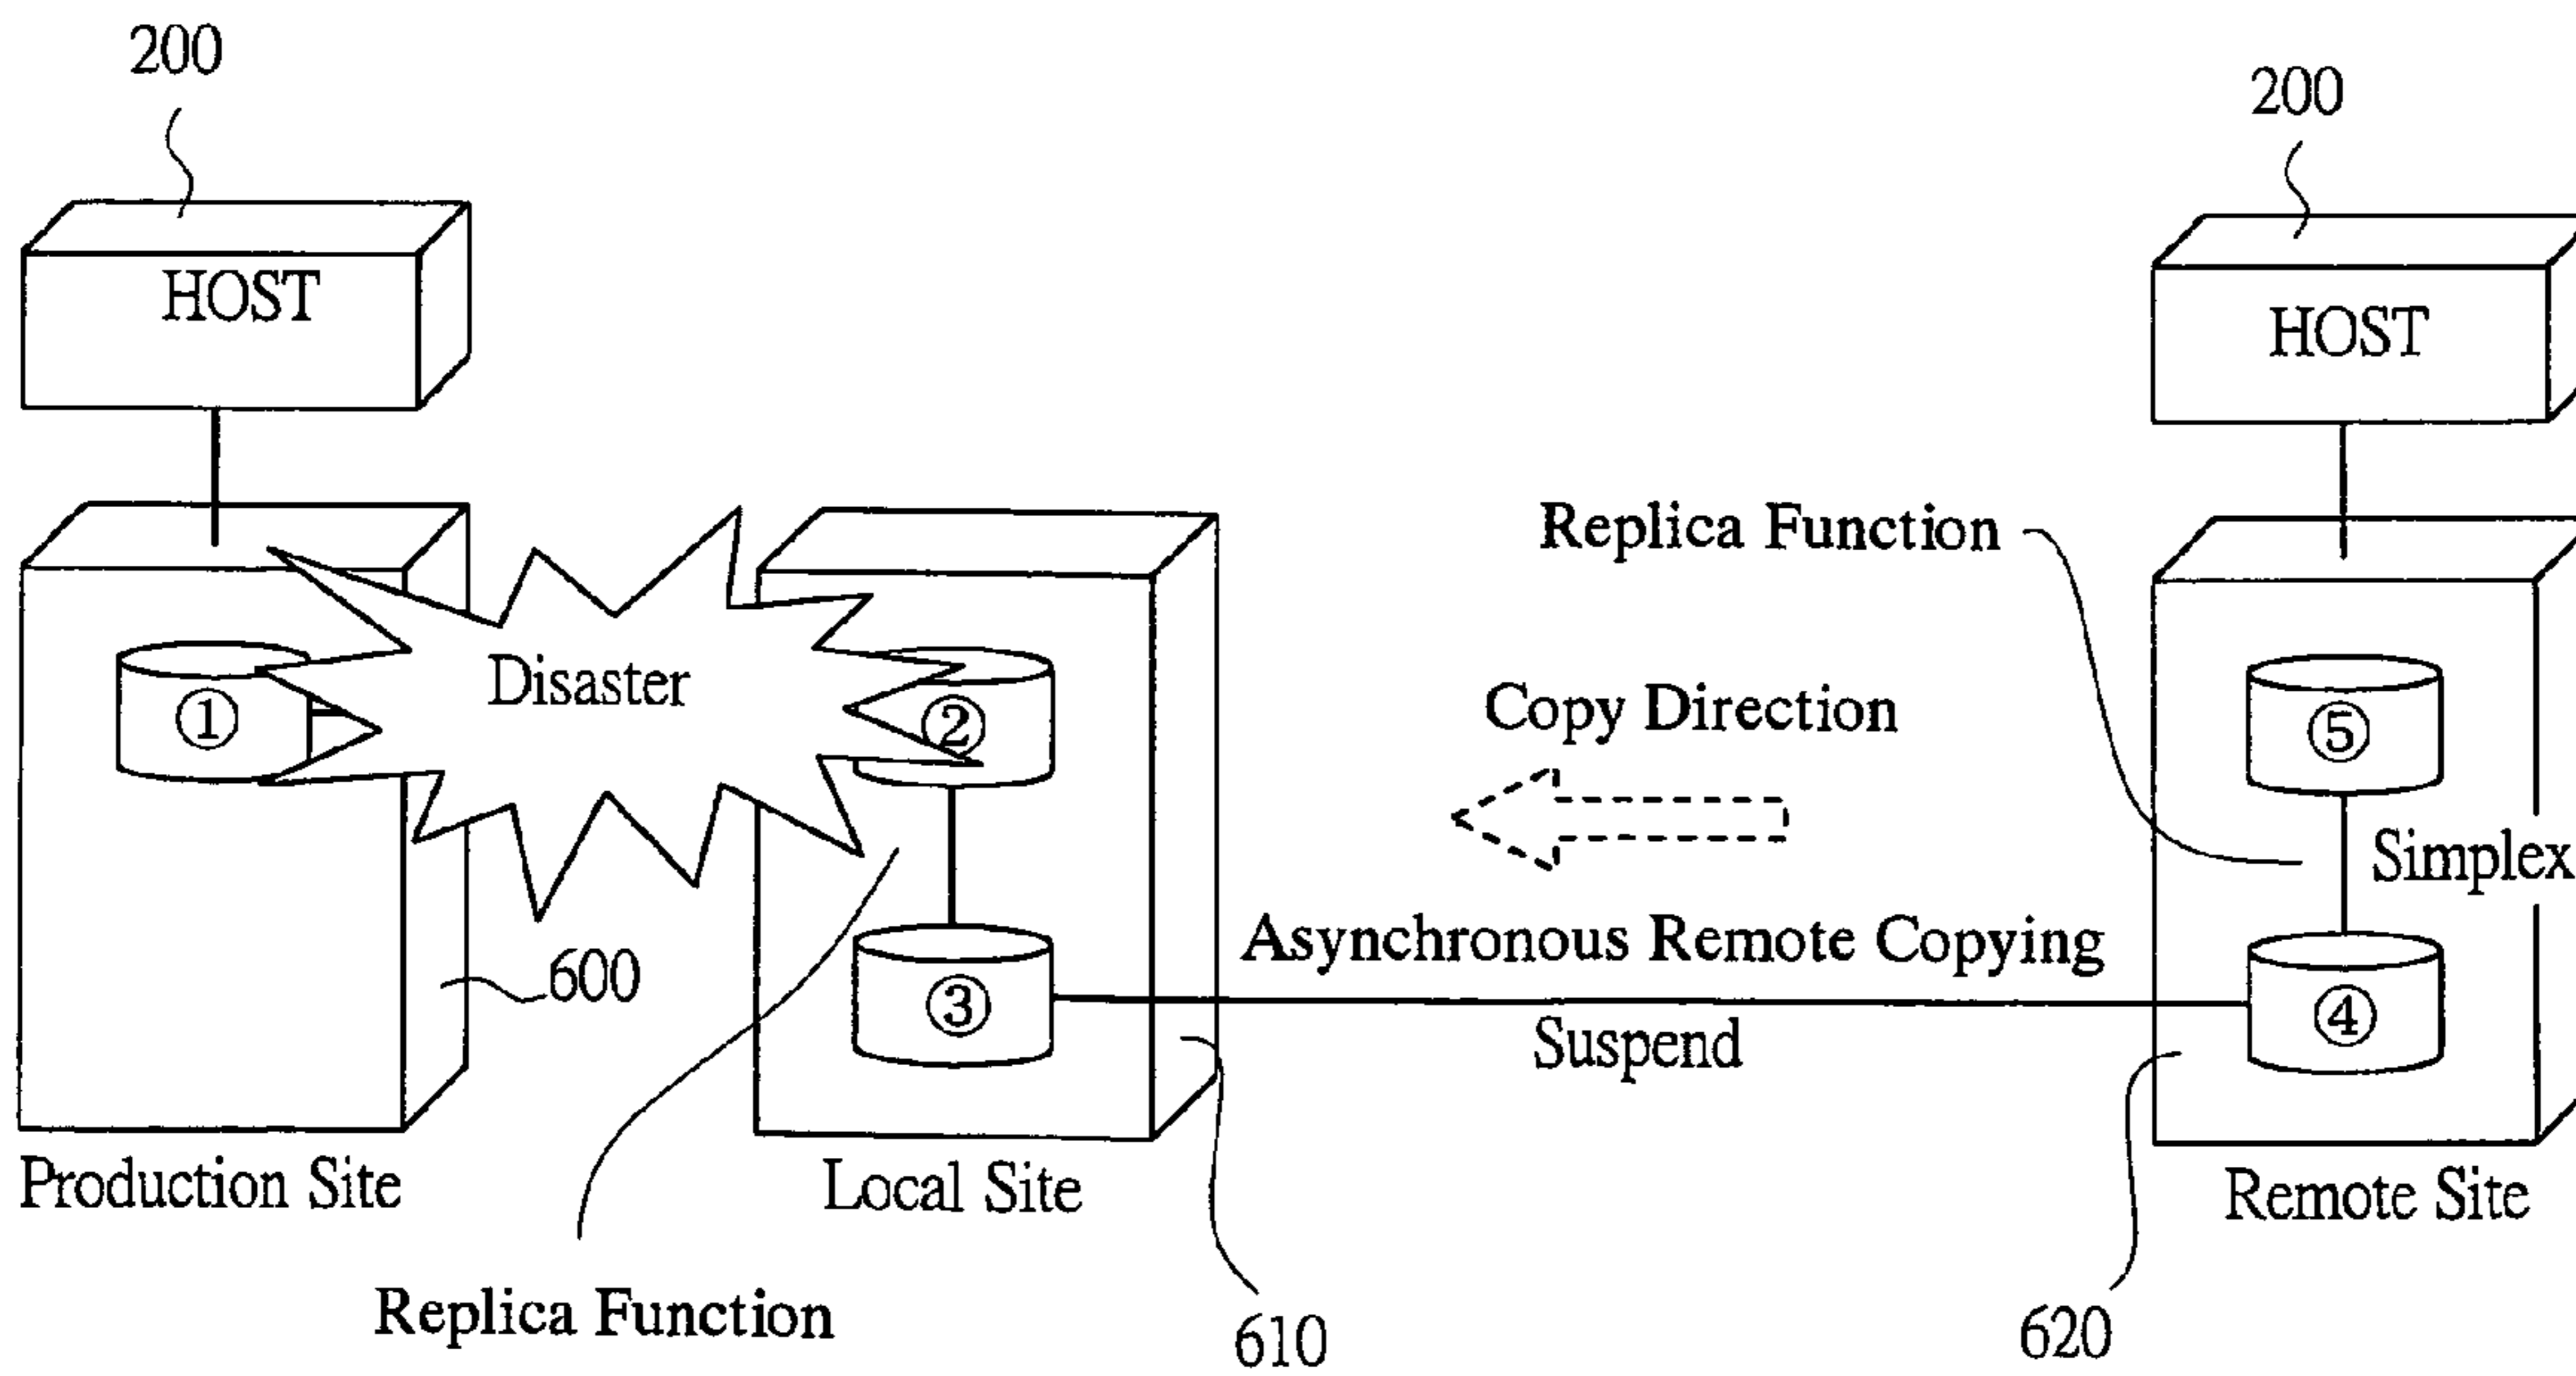 200
200
HOST
HOST
Replica Function
Disaster
Copy Direction
①
②
⑤
Simplex
Asynchronous Remote Copying
600
③
④
Suspend
Production Site
Local Site
Remote Site
Replica Function
610
620